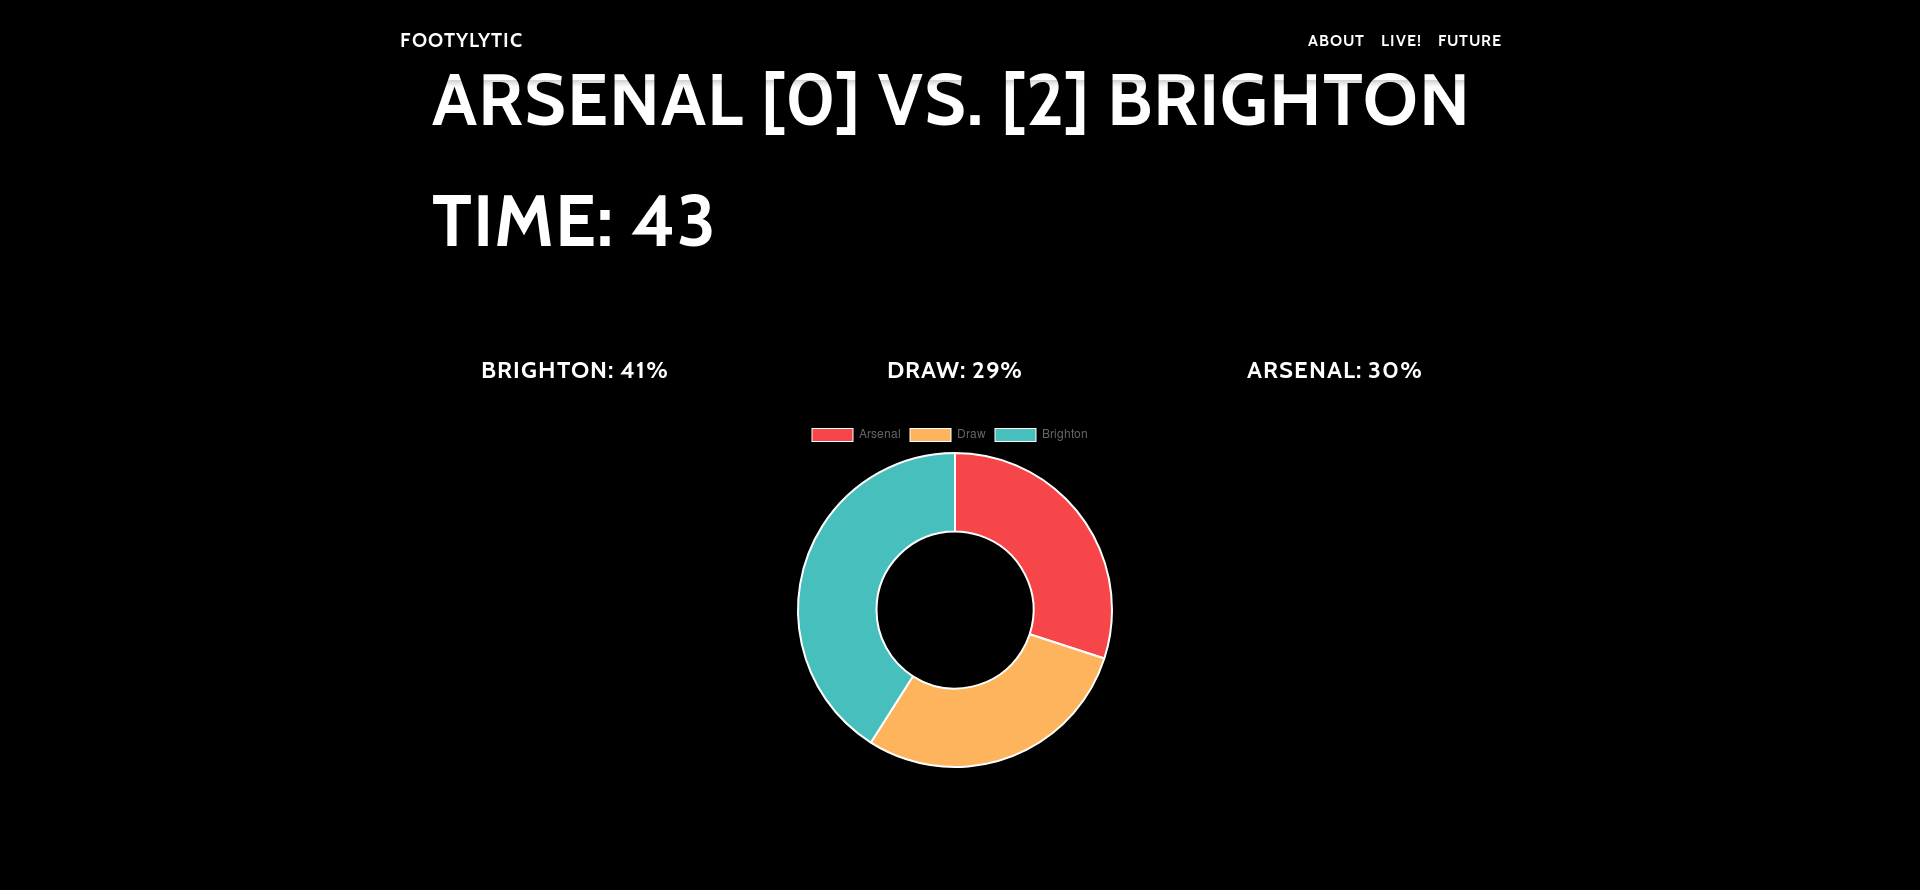 FOOTYLYTIC ABOUT LIVE! FUTURE
ARSENAL [0] VS. [2] BRIGHTON
TIME: 43
BRIGHTON: 41% DRAW: 29% ARSENAL: 30%
Arsenal Draw Brighton